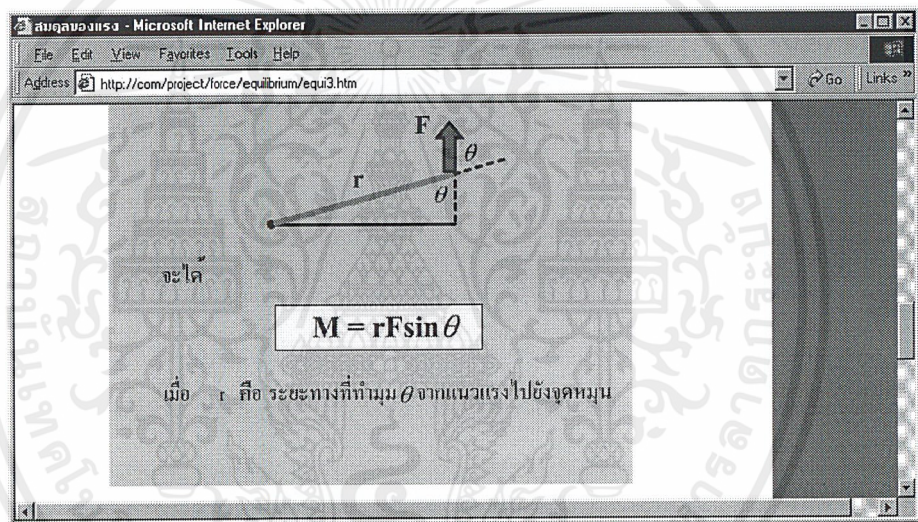 สมดุลของแรง - Microsoft Internet Explorer
File Edit View Favorites Tools Help
Address http://com/project/force/equilibrium/equi3.htm Go Links »
F
θ
r
θ
จะได้
M = rFsin θ
เมื่อ r คือ ระยะทางที่ทำมุม θ จากแนวแรงไปยังจุดหมุน